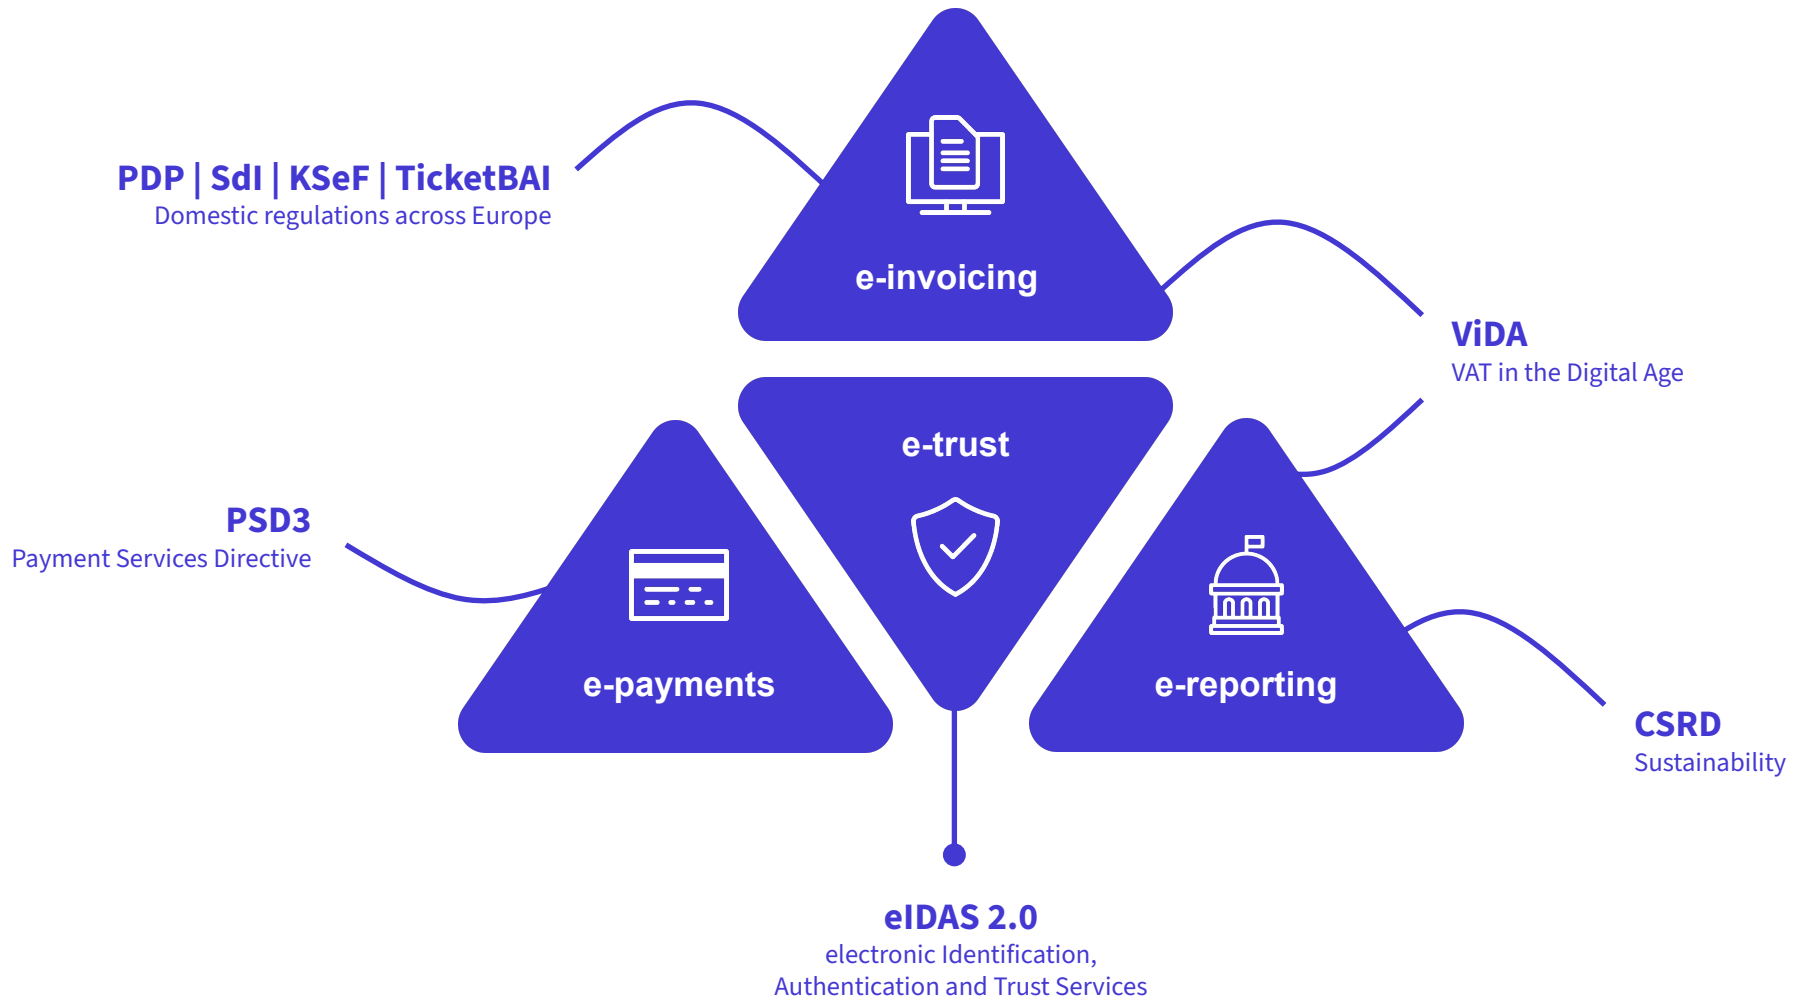 PDP | SdI | KSeF | TicketBAI
Domestic regulations across Europe
e-invoicing
ViDA
VAT in the Digital Age
e-trust
PSD3
Payment Services Directive
e-payments
e-reporting
CSRD
Sustainability
eIDAS 2.0
electronic Identification,
Authentication and Trust Services